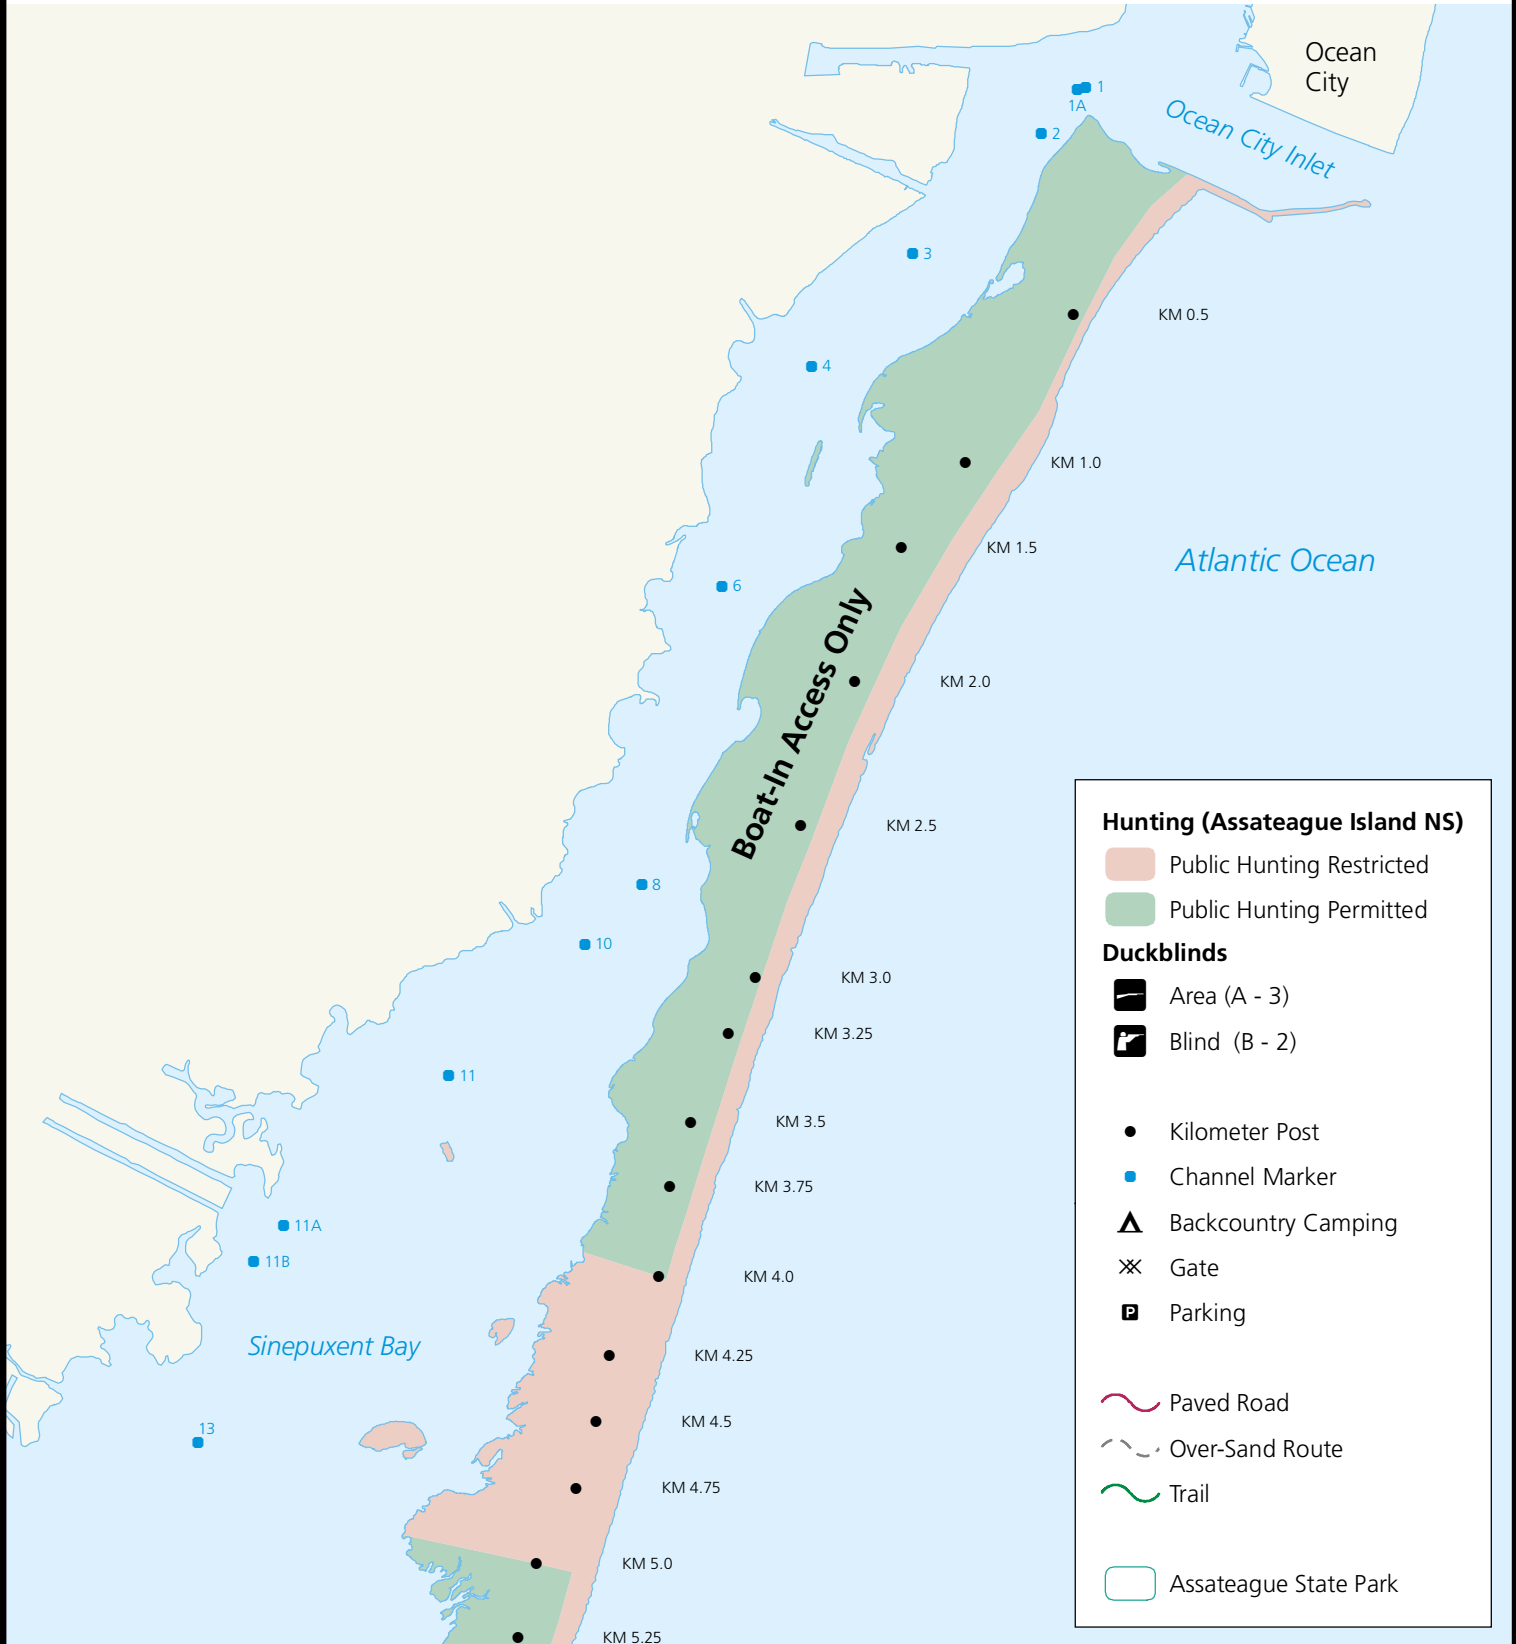 Ocean
City
1
1A
2
Ocean City Inlet
3
KM 0.5
4
KM 1.0
KM 1.5
Atlantic Ocean
6
Boat-In Access Only
KM 2.0
KM 2.5
8
10
KM 3.0
KM 3.25
11
KM 3.5
KM 3.75
11A
11B
KM 4.0
Sinepuxent Bay
KM 4.25
13
KM 4.5
KM 4.75
KM 5.0
KM 5.25
Hunting (Assateague Island NS)
Public Hunting Restricted
Public Hunting Permitted
Duckblinds
Area (A - 3)
Blind (B - 2)
Kilometer Post
Channel Marker
Backcountry Camping
Gate
P
Parking
Paved Road
Over-Sand Route
Trail
Assateague State Park